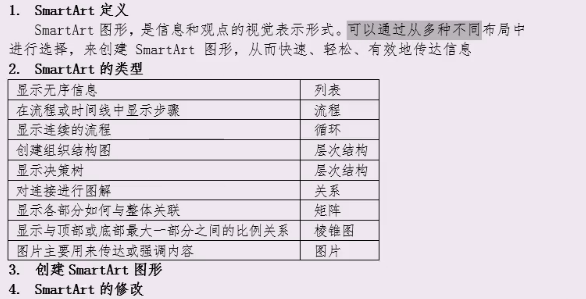 1. SmartArt 定义
SmartArt 图形，是信息和观点的视觉表示形式。可以通过从多种不同布局中
进行选择，来创建 SmartArt 图形，从而快速、轻松、有效地传达信息
2. SmartArt 的类型
显示无序信息 列表
在流程或时间线中显示步骤 流程
显示连续的流程 循环
创建组织结构图 层次结构
显示决策树 层次结构
对连接进行图解 关系
显示各部分如何与整体关联 矩阵
显示与顶部或底部最大一部分之间的比例关系 棱锥图
图片主要用来传达或强调内容 图片
3. 创建 SmartArt 图形
4. SmartArt 的修改